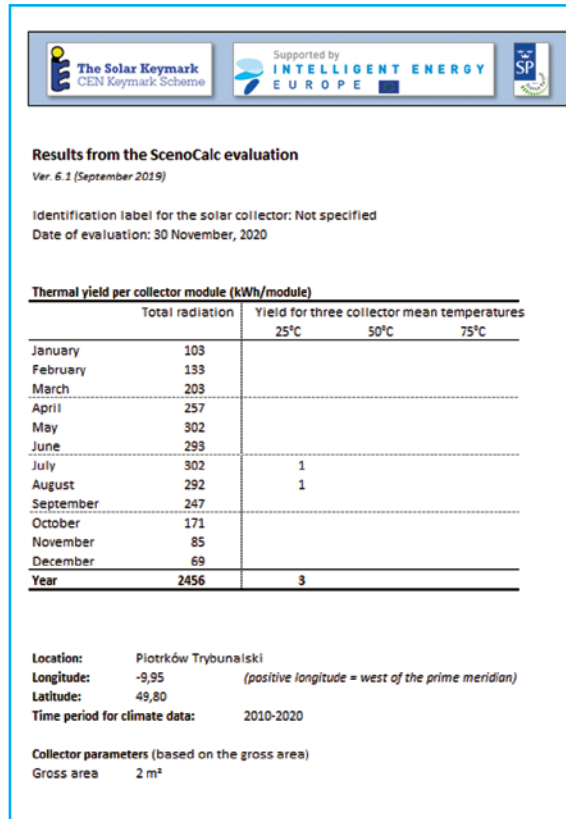 The Solar Keymark
CEN Keymark Scheme
Supported by
INTELLIGENT ENERGY
EUROPE
SP
Results from the ScenoCalc evaluation
Ver. 6.1 (September 2019)
Identification label for the solar collector: Not specified
Date of evaluation: 30 November, 2020
Thermal yield per collector module (kWh/module)
Total radiation Yield for three collector mean temperatures
25°C 50°C 75°C
January 103
February 133
March 203
April 257
May 302
June 293
July 302 1
August 292 1
September 247
October 171
November 85
December 69
Year 2456 3
Location: Piotrków Trybunalski
Longitude: -9,95 (positive longitude = west of the prime meridian)
Latitude: 49,80
Time period for climate data: 2010-2020
Collector parameters (based on the gross area)
Gross area 2 m²